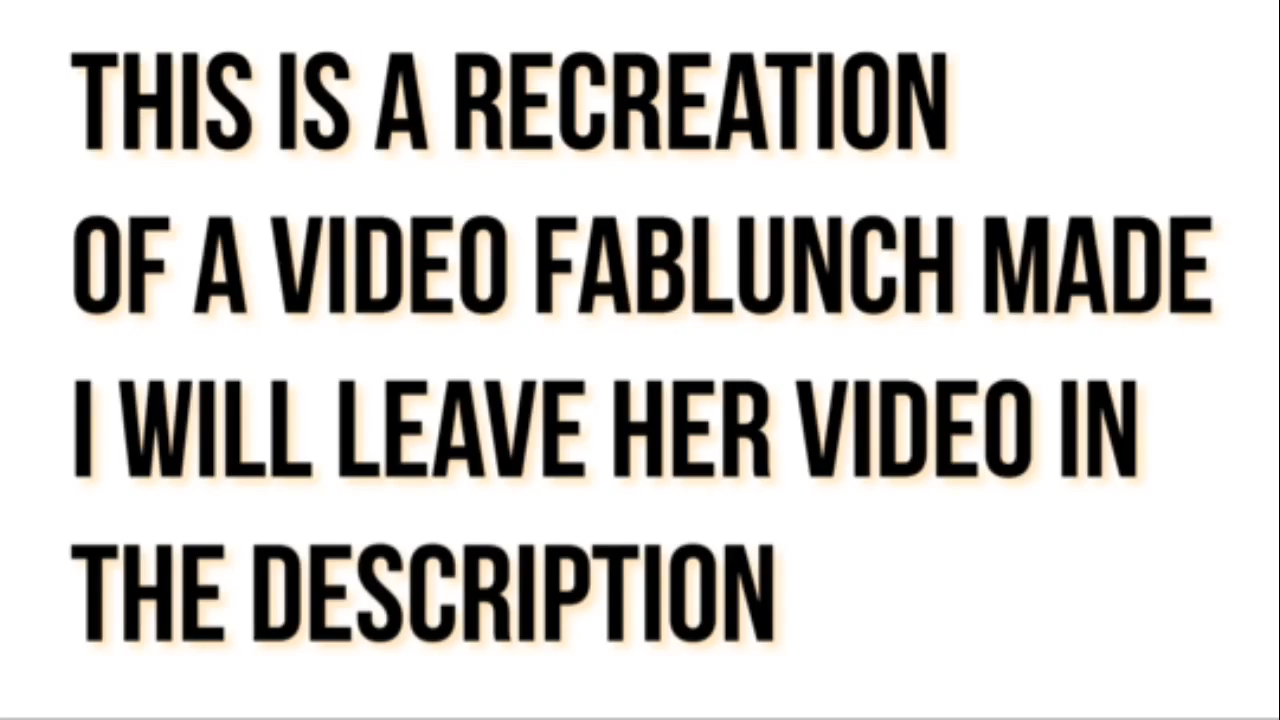 THIS IS A RECREATION
OF A VIDEO FABLUNCH MADE
I WILL LEAVE HER VIDEO IN
THE DESCRIPTION